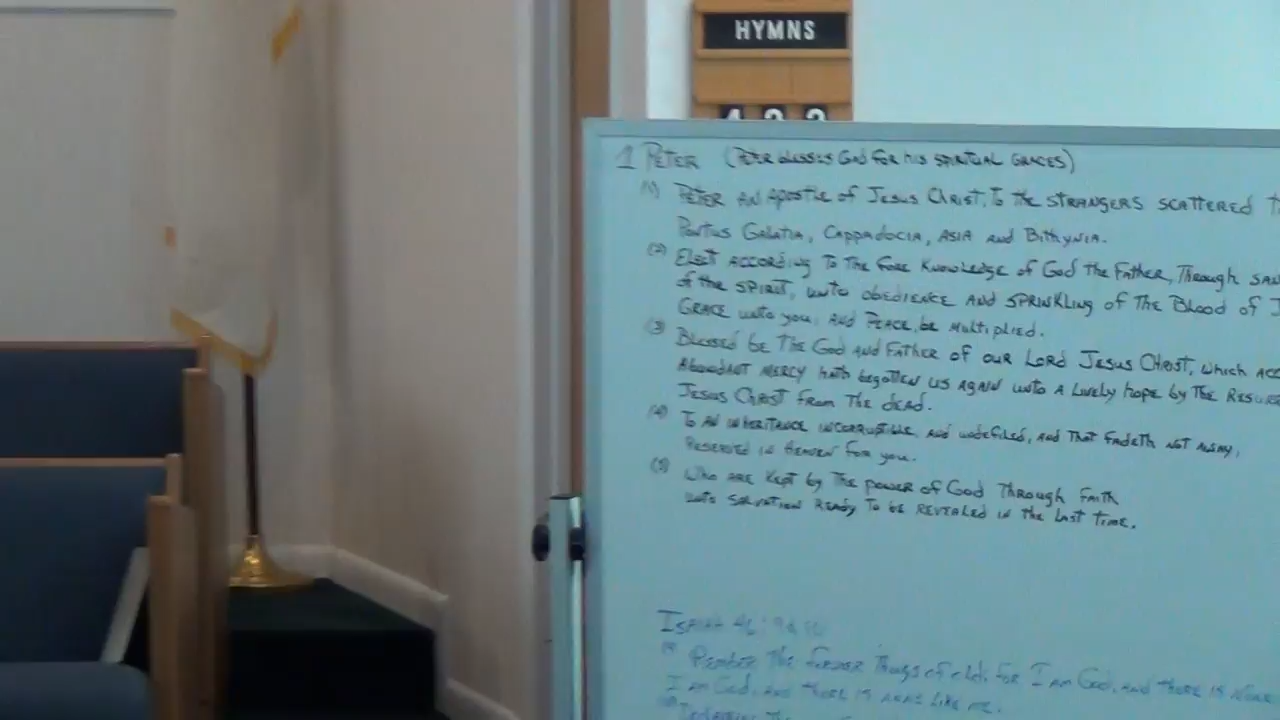 HYMNS
1 PETER (PETER blesses God for his SPIRITUAL GRACES)
(1) PETER AN APOSTLE of Jesus Christ, To the STRANGERS SCATTERED
Pontus Galatia, CAPPADOCIA, ASIA and BithyNIA.
(2) Elect ACCORDING To The fore Knowledge of God the Father, Through
of the SPIRIT, unto obedience AND SPRINKLING of The Blood of
GRACE unto you, AND PEACE, be multiplied.
(3) Blessed be The God AND FATHER of our LORD JESUS CHRIST, which
Abundant MERCY hath begotten us AGAIN unto A Lively hope by The
Jesus Christ from The dead.
(4) To AN INHERITANCE INCORRUPTIBLE, AND undefiled, AND That fadeth NOT AWAY,
RESERVED in HEAVEN for you.
(5) Who ARE Kept by The power of God Through FAITH
unto SALVATION READY To be REVEALED in the last Time.
ISAIAH
The former Things of old, for I AM God, AND There is NONE
I AM God, AND There is NONE LIKE ME.